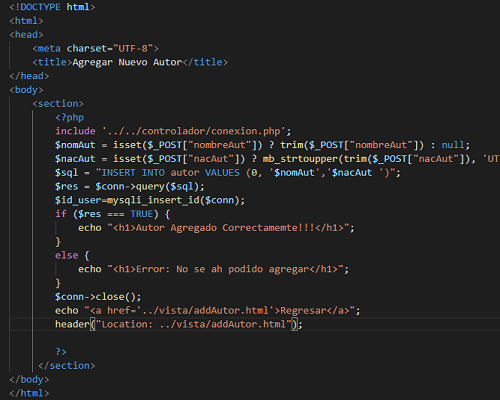 <!DOCTYPE html>
<html>
<head>
    <meta charset="UTF-8">
    <title>Agregar Nuevo Autor</title>
</head>
<body>
    <section>
        <?php
        include '../../controlador/conexion.php';
        $nomAut = isset($_POST["nombreAut"]) ? trim($_POST["nombreAut"]) : null;
        $nacAut = isset($_POST["nacAut"]) ? mb_strtoupper(trim($_POST["nacAut"]), 'UT
        $sql = "INSERT INTO autor VALUES (0, '$nomAut','$nacAut ')";
        $res = $conn->query($sql);
        $id_user=mysqli_insert_id($conn);
        if ($res === TRUE) {
            echo "<h1>Autor Agregado Correctamemte!!!</h1>";
        }
        else {
            echo "<h1>Error: No se ah podido agregar</h1>";
        }
        $conn->close();
        echo "<a href='../vista/addAutor.html'>Regresar</a>";
        header("Location: ../vista/addAutor.html");
        ?>
    </section>
</body>
</html>